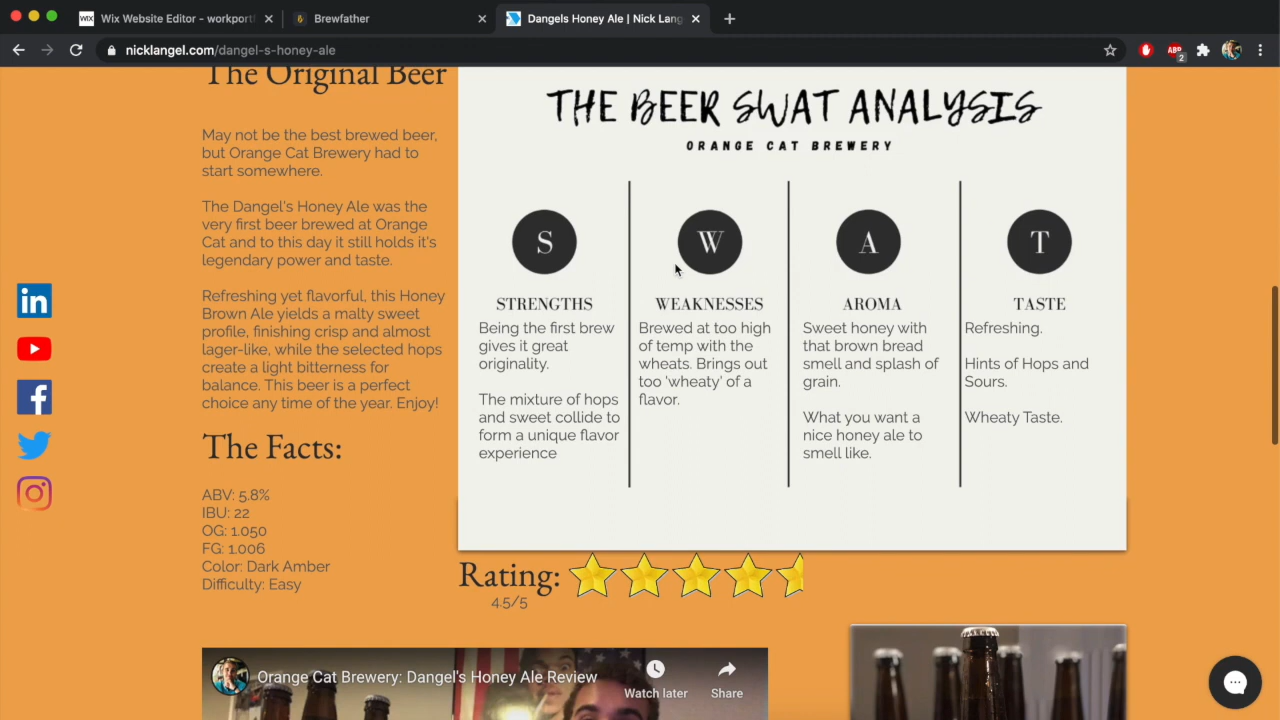 Wix Website Editor - workport
Brewfather
Dangels Honey Ale | Nick Lang
nicklangel.com/dangel-s-honey-ale
ABP
2
The Original Beer
May not be the best brewed beer,
but Orange Cat Brewery had to
start somewhere.
The Dangel's Honey Ale was the
very first beer brewed at Orange
Cat and to this day it still holds it's
legendary power and taste.
Refreshing yet flavorful, this Honey
Brown Ale yields a malty sweet
profile, finishing crisp and almost
lager-like, while the selected hops
create a light bitterness for
balance. This beer is a perfect
choice any time of the year. Enjoy!
The Facts:
ABV: 5.8%
IBU: 22
OG: 1.050
FG: 1.006
Color: Dark Amber
Difficulty: Easy
THE BEER SWAT ANALYSIS
ORANGE CAT BREWERY
S
STRENGTHS
Being the first brew
gives it great
originality.
The mixture of hops
and sweet collide to
form a unique flavor
experience
W
WEAKNESSES
Brewed at too high
of temp with the
wheats. Brings out
too 'wheaty' of a
flavor.
A
AROMA
Sweet honey with
that brown bread
smell and splash of
grain.
What you want a
nice honey ale to
smell like.
T
TASTE
Refreshing.
Hints of Hops and
Sours.
Wheaty Taste.
Rating:
4.5/5
Orange Cat Brewery: Dangel's Honey Ale Review
Watch later
Share
in